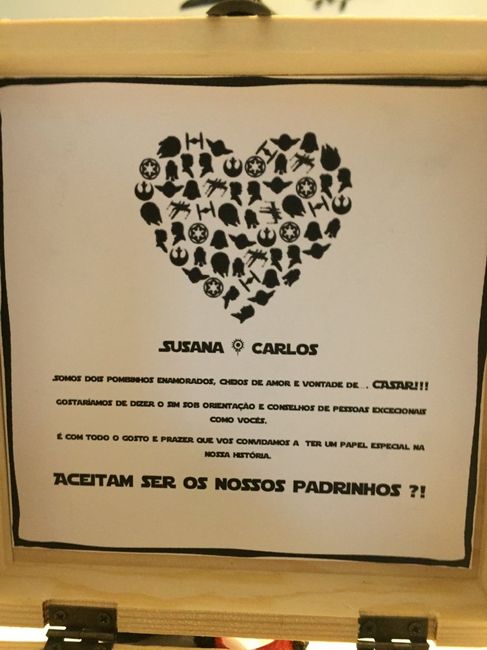 SUSANA & CARLOS
SOMOS DOIS POMBINHOS ENAMORADOS, CHEIOS DE AMOR E VONTADE DE... CASAR!!!
GOSTARÍAMOS DE DIZER O SIM SOB ORIENTAÇÃO E CONSELHOS DE PESSOAS EXCECIONAIS
COMO VOCÊS.
É COM TODO O GOSTO E PRAZER QUE VOS CONVIDAMOS A TER UM PAPEL ESPECIAL NA
NOSSA HISTÓRIA.
ACEITAM SER OS NOSSOS PADRINHOS ?!